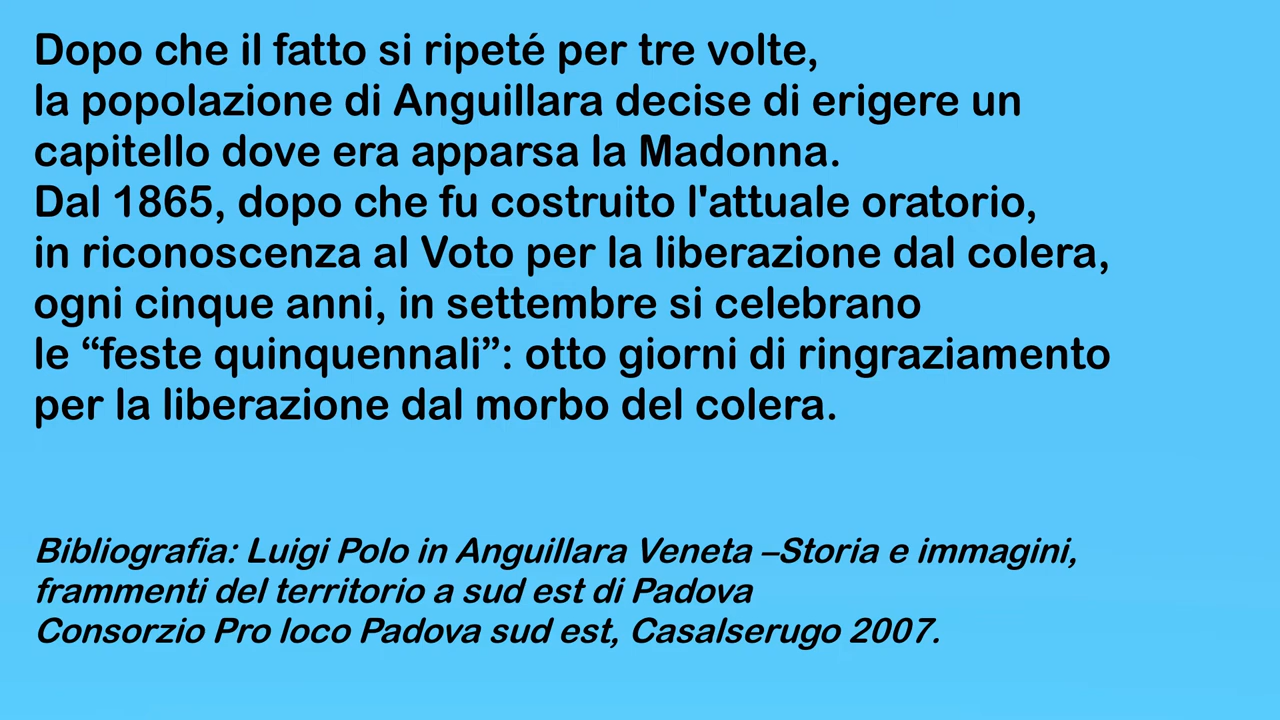 Dopo che il fatto si ripeté per tre volte,
la popolazione di Anguillara decise di erigere un
capitello dove era apparsa la Madonna.
Dal 1865, dopo che fu costruito l'attuale oratorio,
in riconoscenza al Voto per la liberazione dal colera,
ogni cinque anni, in settembre si celebrano
le “feste quinquennali”: otto giorni di ringraziamento
per la liberazione dal morbo del colera.
Bibliografia: Luigi Polo in Anguillara Veneta –Storia e immagini,
frammenti del territorio a sud est di Padova
Consorzio Pro loco Padova sud est, Casalserugo 2007.